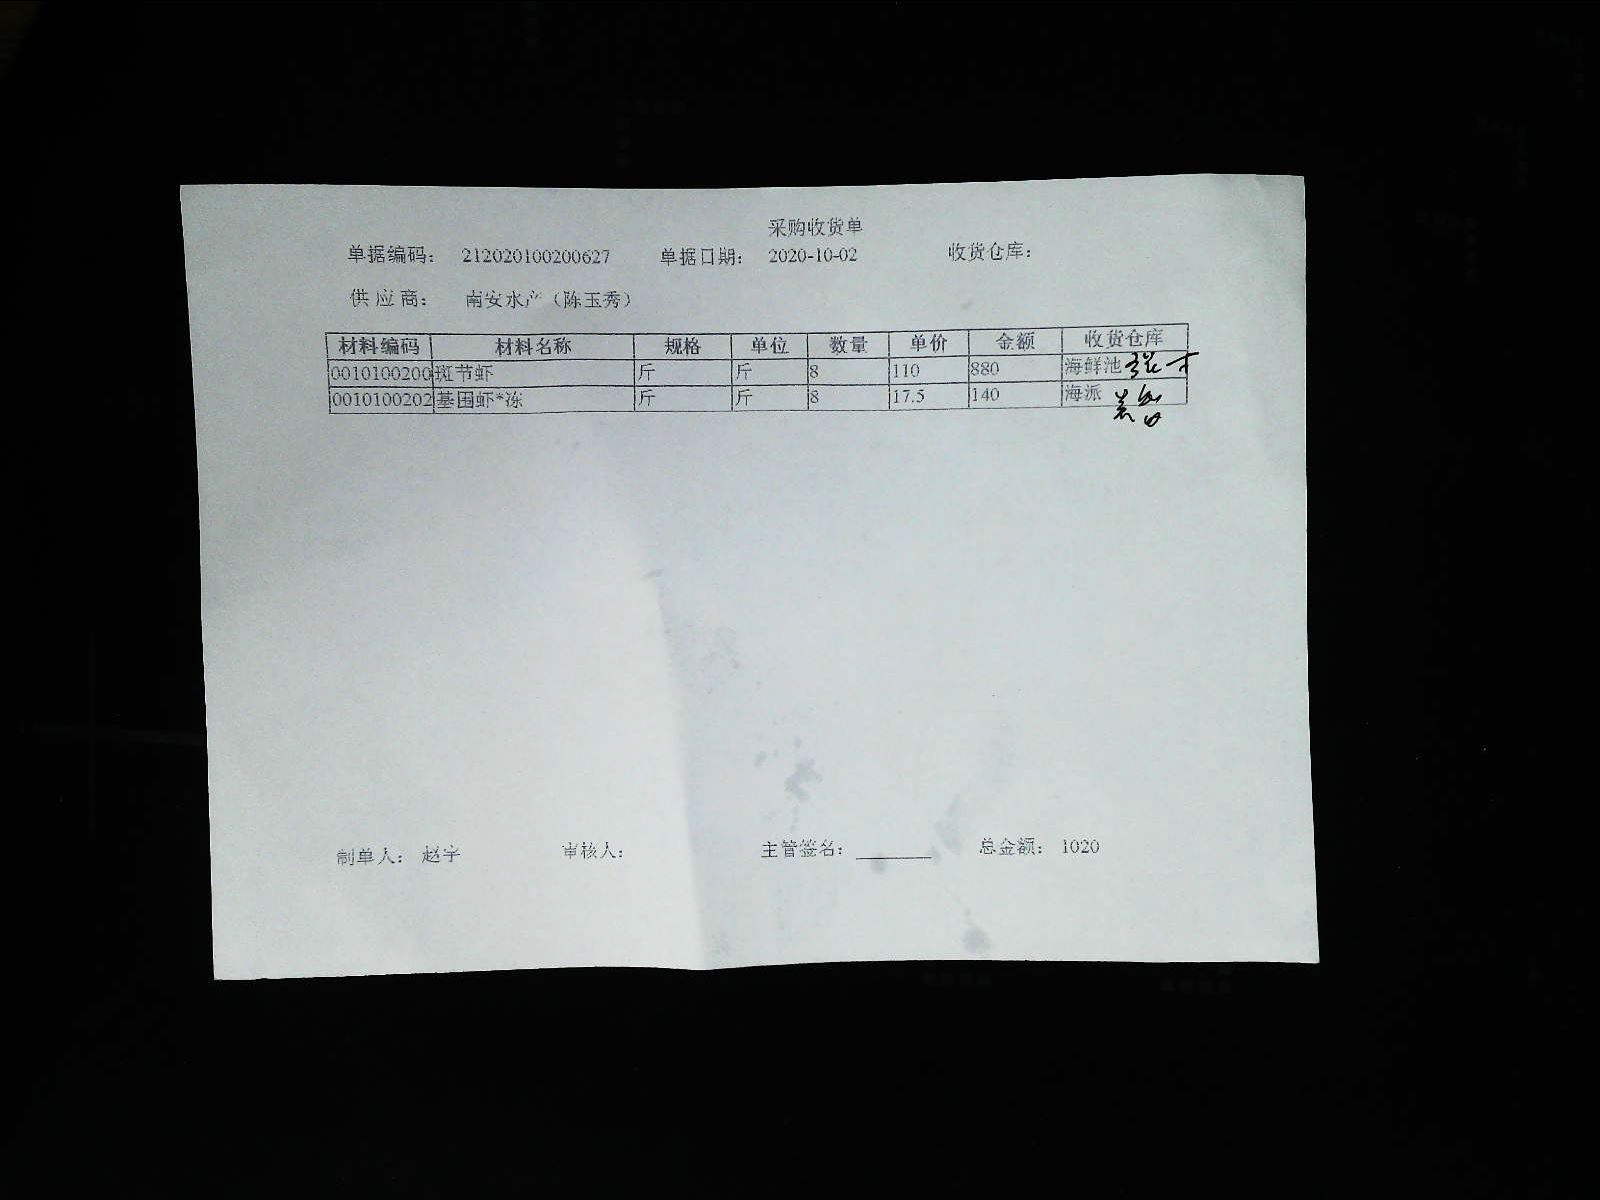 采购收货单
单据编码： 212020100200627 单据日期： 2020-10-02 收货仓库：
供应商： 南安水产（陈玉秀）
材料编码 材料名称 规格 单位 数量 单价 金额 收货仓库
0010100200 斑节虾 斤 斤 8 110 880 海鲜池
0010100202 基围虾*冻 斤 斤 8 17.5 140 海派
制单人： 赵宇 审核人： 主管签名： 总金额： 1020